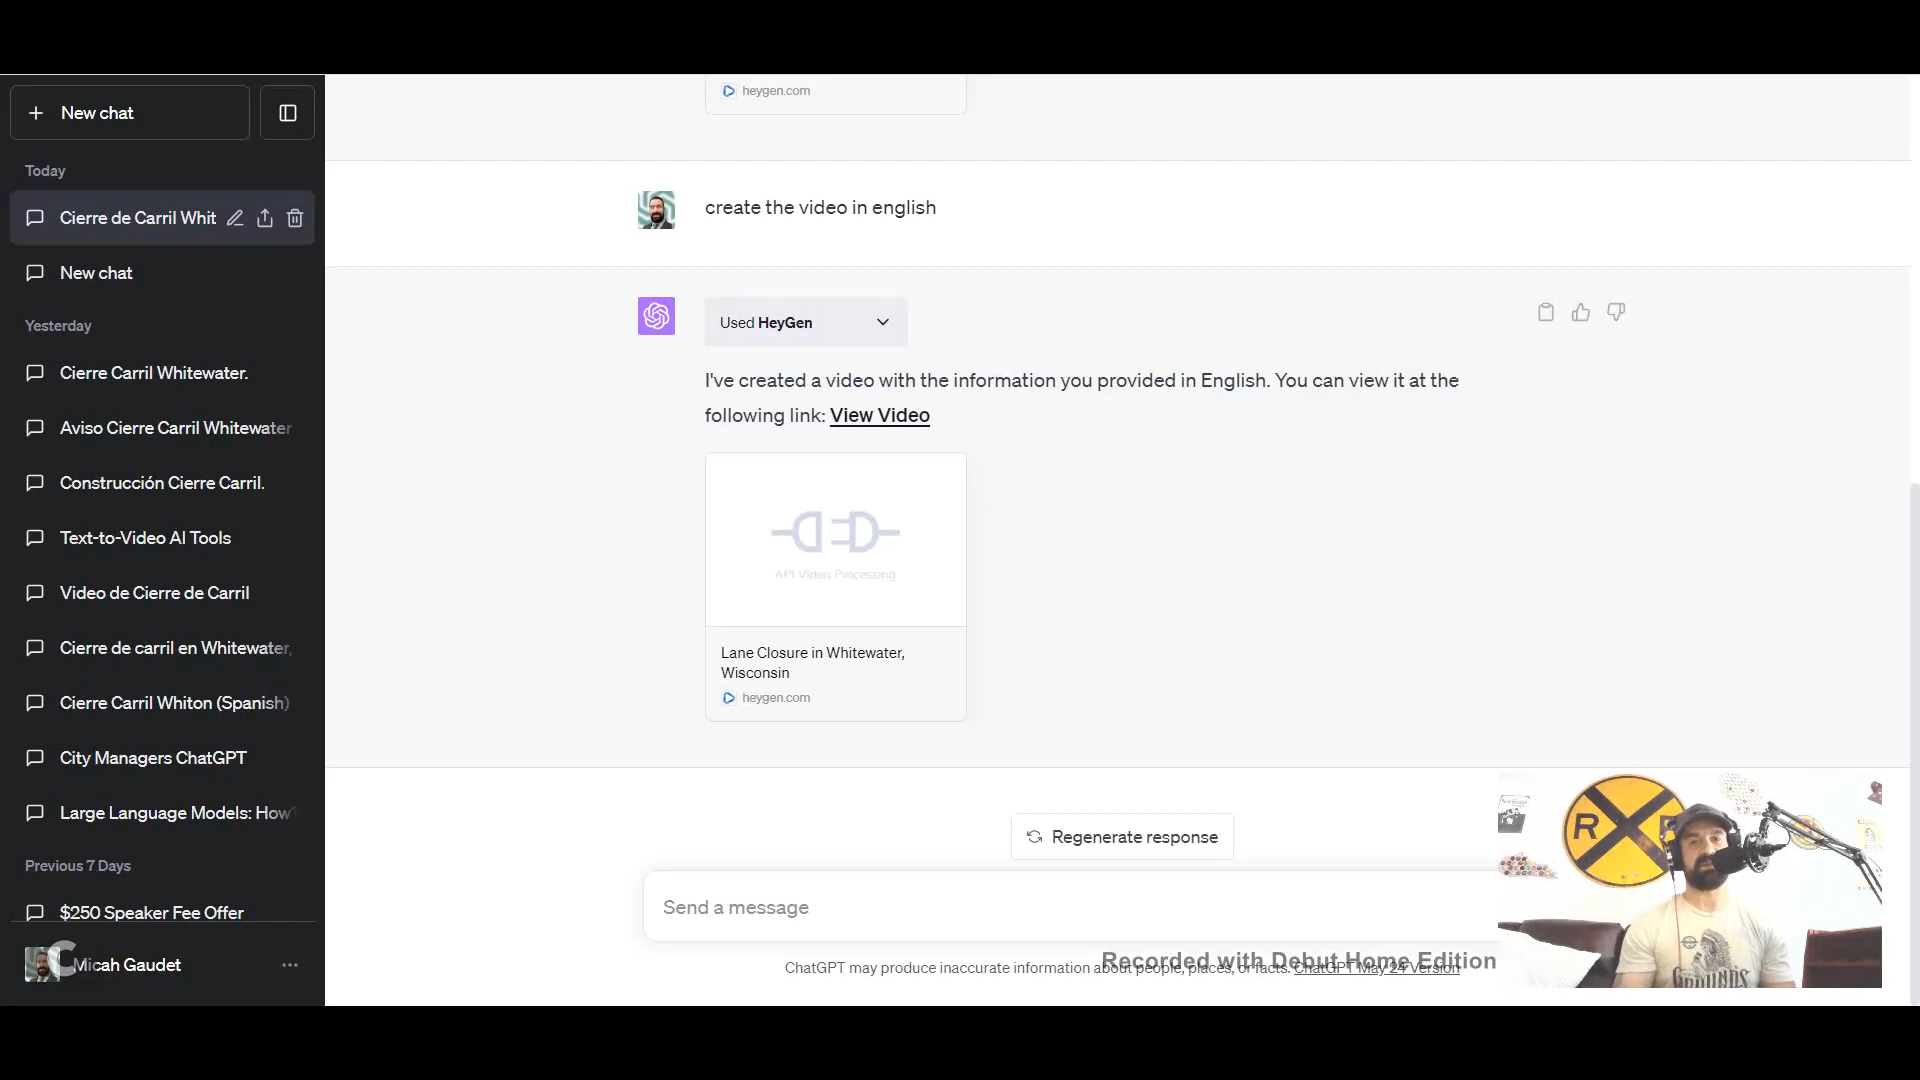 New chat
Today
Cierre de Carril Whit
New chat
Yesterday
Cierre Carril Whitewater.
Aviso Cierre Carril Whitewater
Construcción Cierre Carril.
Text-to-Video AI Tools
Video de Cierre de Carril
Cierre de carril en Whitewater,
Cierre Carril Whiton (Spanish)
City Managers ChatGPT
Large Language Models: How
Previous 7 Days
$250 Speaker Fee Offer
Micah Gaudet
heygen.com
create the video in english
Used HeyGen
I've created a video with the information you provided in English. You can view it at the
following link: View Video
API Video Processing
Lane Closure in Whitewater,
Wisconsin
heygen.com
Regenerate response
Send a message
Recorded with Debut Home Edition
ChatGPT may produce inaccurate information about people, places, or facts. ChatGPT May 24 Version
R
GROUNDS